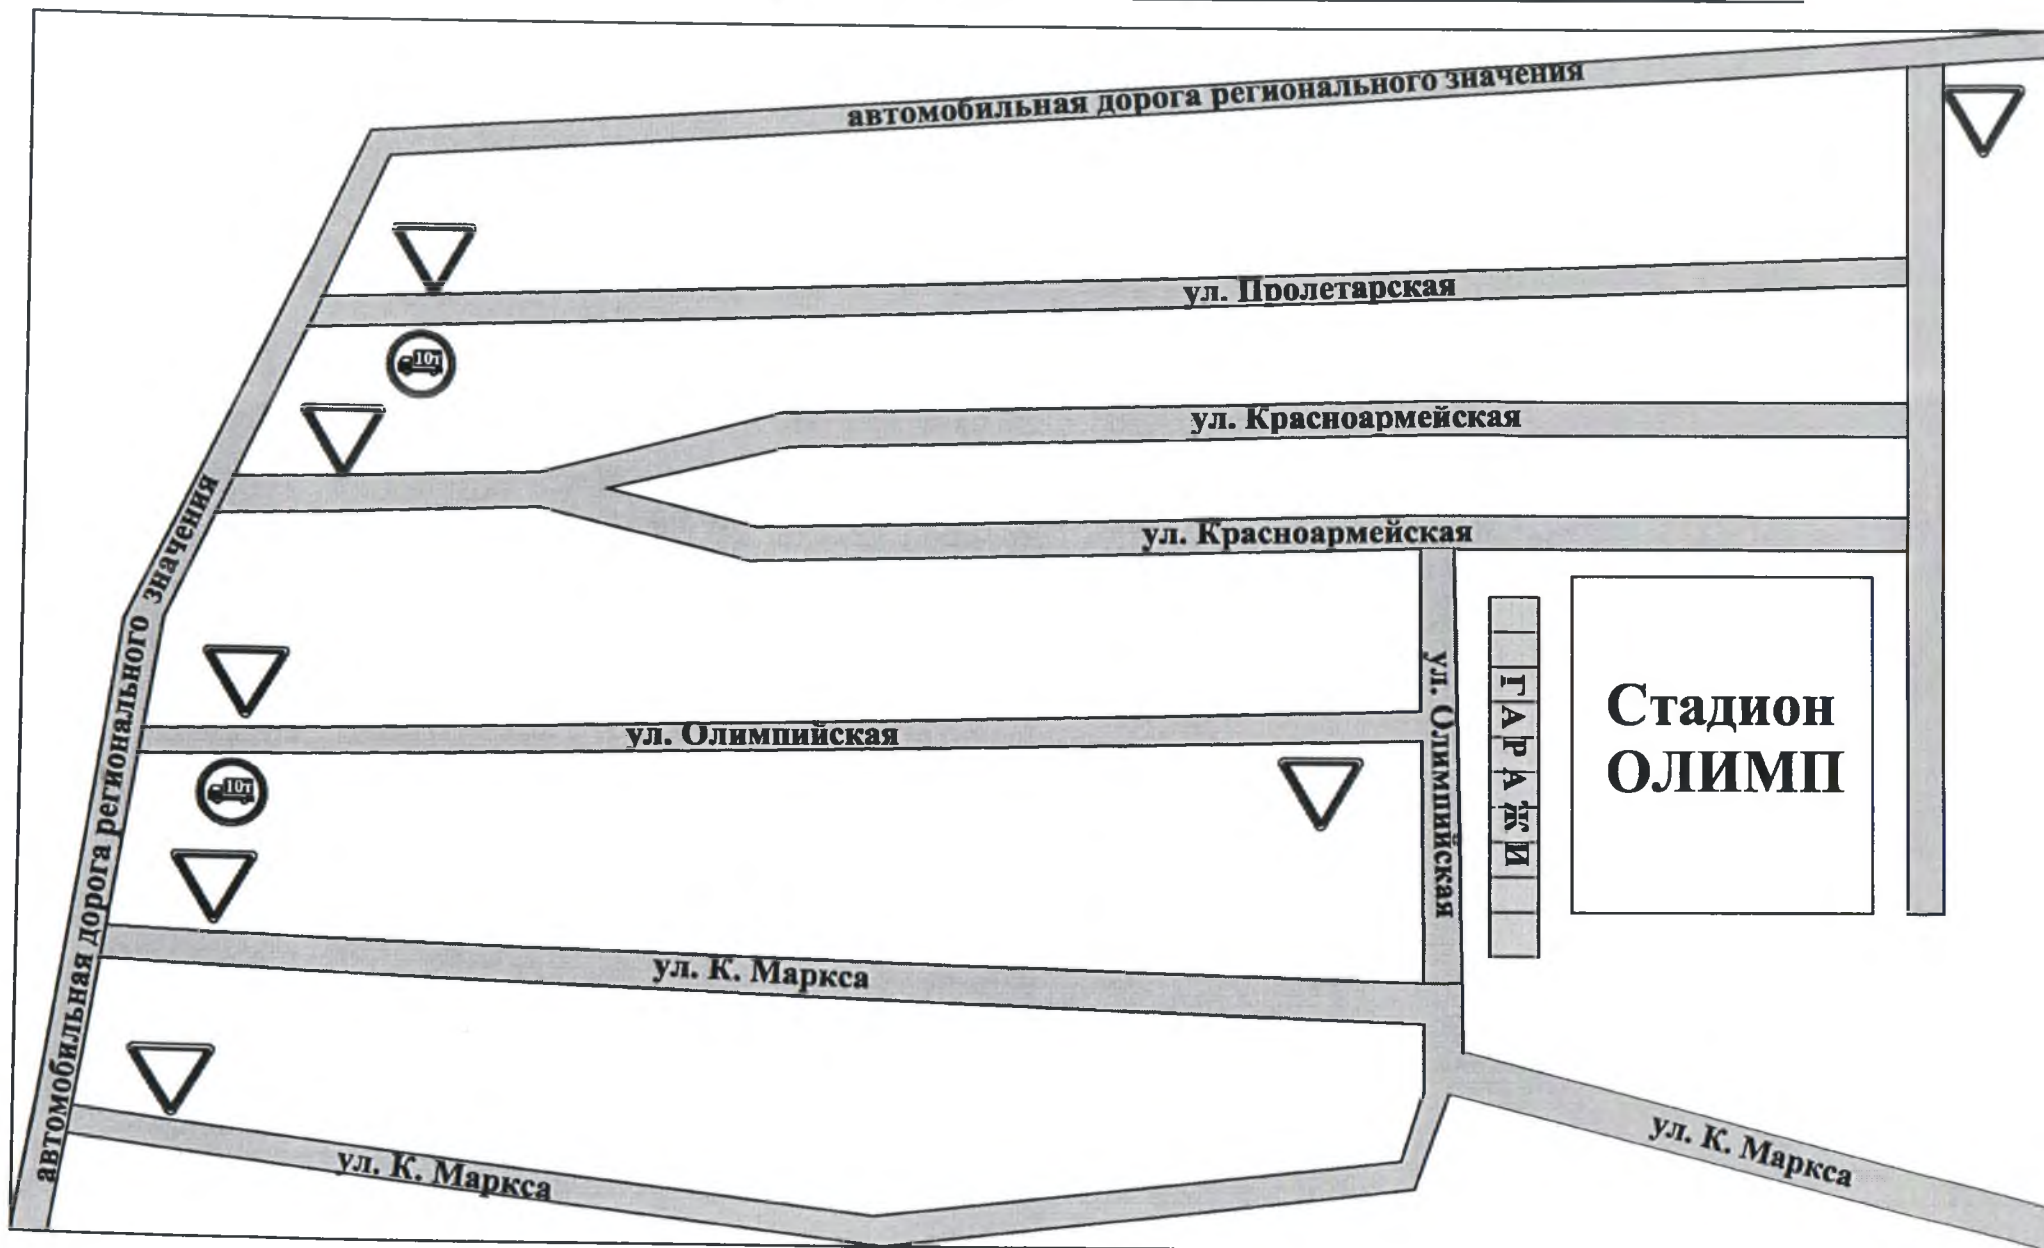 автомобильная дорога регионального значения
ул. Пролетарская
10т
ул. Красноармейская
ул. Красноармейская
автомобильная дорога регионального значения
ул. Олимпийская
ул. Олимпийская
ГАРАЖИ
Стадион
ОЛИМП
10т
ул. К. Маркса
ул. К. Маркса
ул. К. Маркса